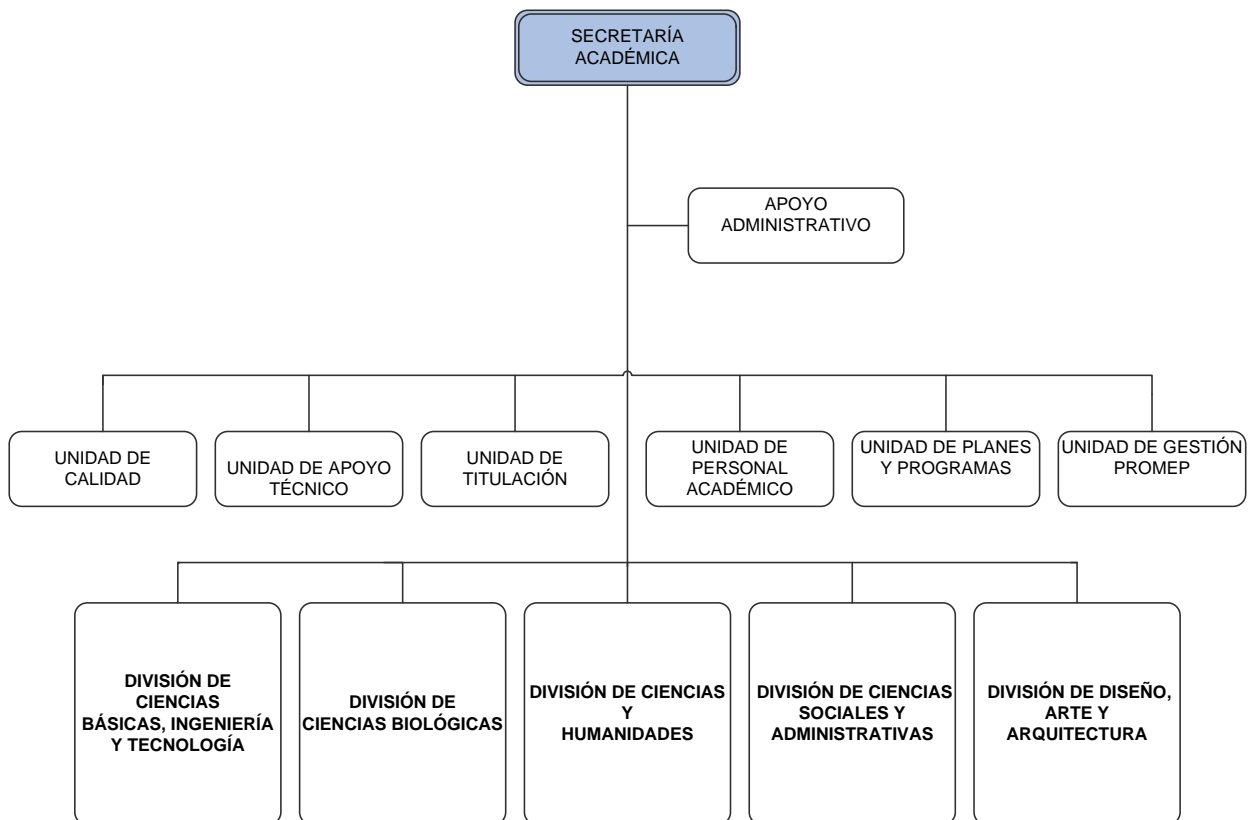 SECRETARÍA
ACADÉMICA
APOYO
ADMINISTRATIVO
UNIDAD DE
CALIDAD
UNIDAD DE APOYO
TÉCNICO
UNIDAD DE
TITULACIÓN
UNIDAD DE
PERSONAL
ACADÉMICO
UNIDAD DE PLANES
Y PROGRAMAS
UNIDAD DE GESTIÓN
PROMEP
DIVISIÓN DE
CIENCIAS
BÁSICAS, INGENIERÍA
Y TECNOLOGÍA
DIVISIÓN DE
CIENCIAS BIOLÓGICAS
DIVISIÓN DE CIENCIAS
Y
HUMANIDADES
DIVISIÓN DE CIENCIAS
SOCIALES Y
ADMINISTRATIVAS
DIVISIÓN DE DISEÑO,
ARTE Y
ARQUITECTURA